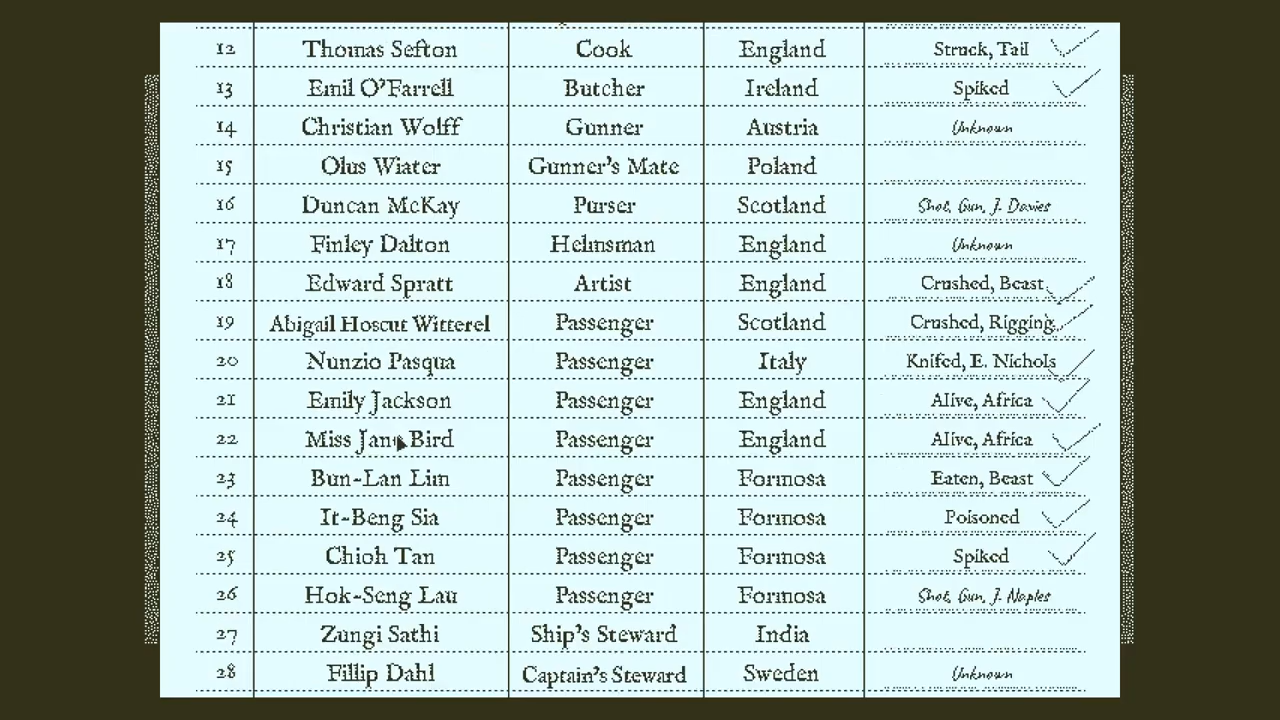 12 Thomas Sefton Cook England Struck, Tail
13 Emil O'Farrell Butcher Ireland Spiked
14 Christian Wolff Gunner Austria Unknown
15 Olus Wiater Gunner's Mate Poland
16 Duncan McKay Purser Scotland Shot, Gun, J. Davies
17 Finley Dalton Helmsman England Unknown
18 Edward Spratt Artist England Crushed, Beast
19 Abigail Hoscut Witterel Passenger Scotland Crushed, Rigging
20 Nunzio Pasqua Passenger Italy Knifed, E. Nichols
21 Emily Jackson Passenger England Alive, Africa
22 Miss Jane Bird Passenger England Alive, Africa
23 Bun-Lan Lim Passenger Formosa Eaten, Beast
24 It-Beng Sia Passenger Formosa Poisoned
25 Chioh Tan Passenger Formosa Spiked
26 Hok-Seng Lau Passenger Formosa Shot, Gun, J. Naples
27 Zungi Sathi Ship's Steward India
28 Fillip Dahl Captain's Steward Sweden Unknown